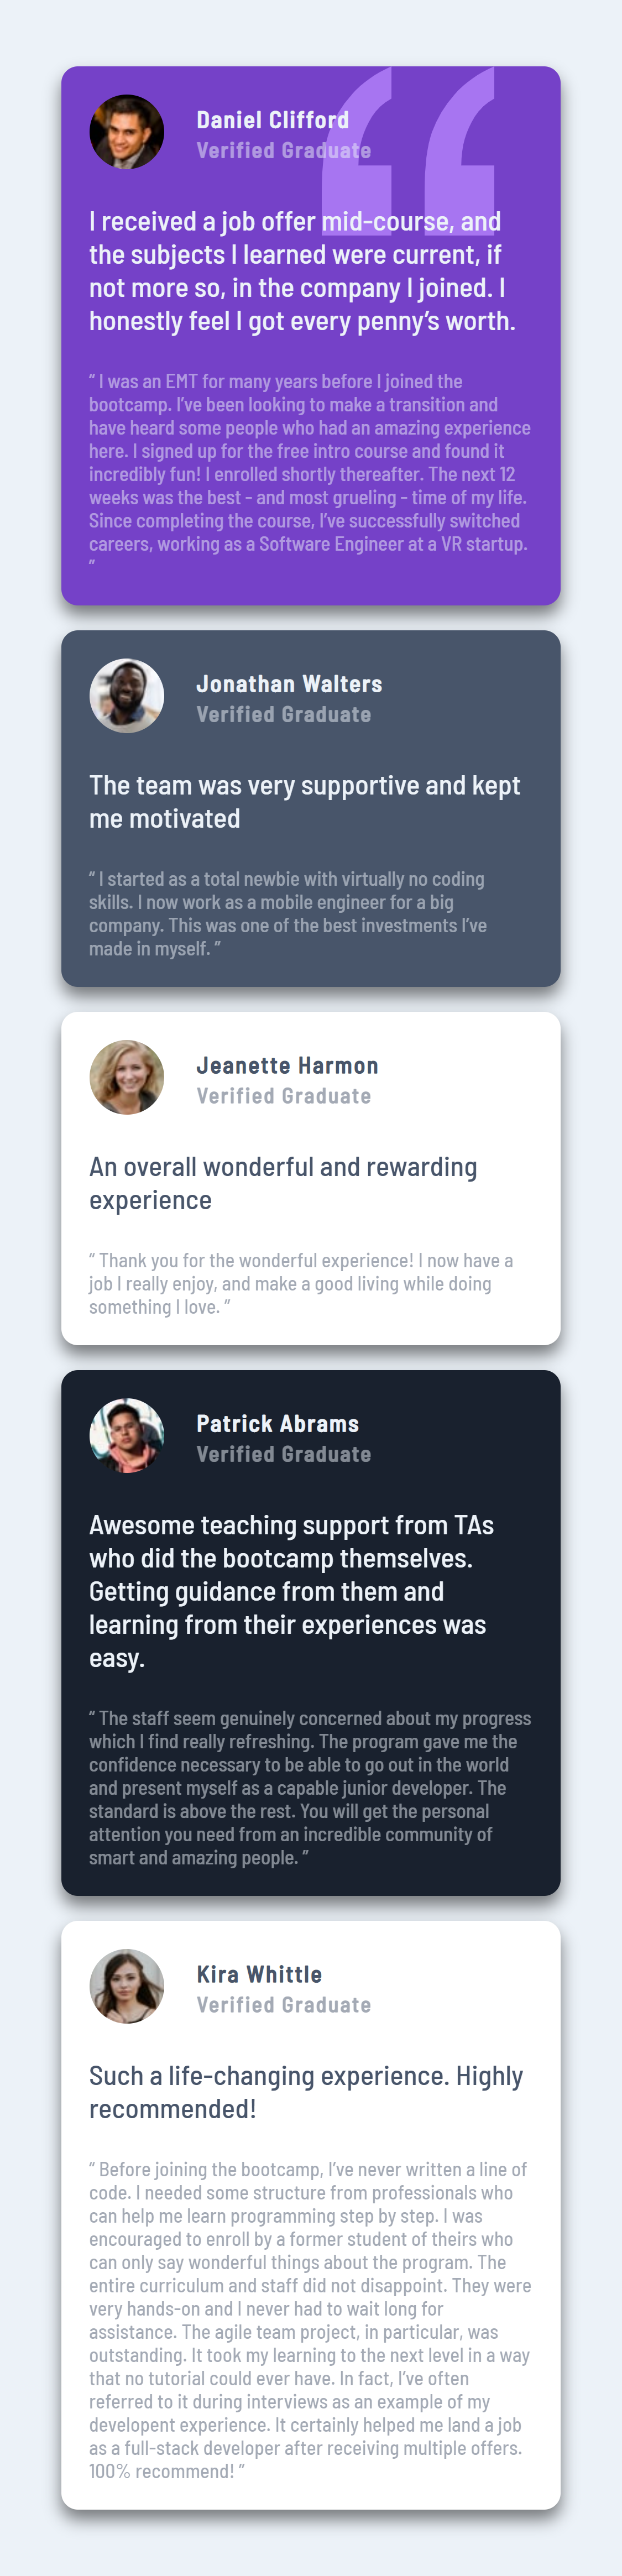 Daniel Clifford
Verified Graduate
I received a job offer mid-course, and
the subjects I learned were current, if
not more so, in the company I joined. I
honestly feel I got every penny’s worth.
“ I was an EMT for many years before I joined the
bootcamp. I’ve been looking to make a transition and
have heard some people who had an amazing experience
here. I signed up for the free intro course and found it
incredibly fun! I enrolled shortly thereafter. The next 12
weeks was the best - and most grueling - time of my life.
Since completing the course, I’ve successfully switched
careers, working as a Software Engineer at a VR startup.
”
Jonathan Walters
Verified Graduate
The team was very supportive and kept
me motivated
“ I started as a total newbie with virtually no coding
skills. I now work as a mobile engineer for a big
company. This was one of the best investments I’ve
made in myself. ”
Jeanette Harmon
Verified Graduate
An overall wonderful and rewarding
experience
“ Thank you for the wonderful experience! I now have a
job I really enjoy, and make a good living while doing
something I love. ”
Patrick Abrams
Verified Graduate
Awesome teaching support from TAs
who did the bootcamp themselves.
Getting guidance from them and
learning from their experiences was
easy.
“ The staff seem genuinely concerned about my progress
which I find really refreshing. The program gave me the
confidence necessary to be able to go out in the world
and present myself as a capable junior developer. The
standard is above the rest. You will get the personal
attention you need from an incredible community of
smart and amazing people. ”
Kira Whittle
Verified Graduate
Such a life-changing experience. Highly
recommended!
“ Before joining the bootcamp, I’ve never written a line of
code. I needed some structure from professionals who
can help me learn programming step by step. I was
encouraged to enroll by a former student of theirs who
can only say wonderful things about the program. The
entire curriculum and staff did not disappoint. They were
very hands-on and I never had to wait long for
assistance. The agile team project, in particular, was
outstanding. It took my learning to the next level in a way
that no tutorial could ever have. In fact, I’ve often
referred to it during interviews as an example of my
developent experience. It certainly helped me land a job
as a full-stack developer after receiving multiple offers.
100% recommend! ”